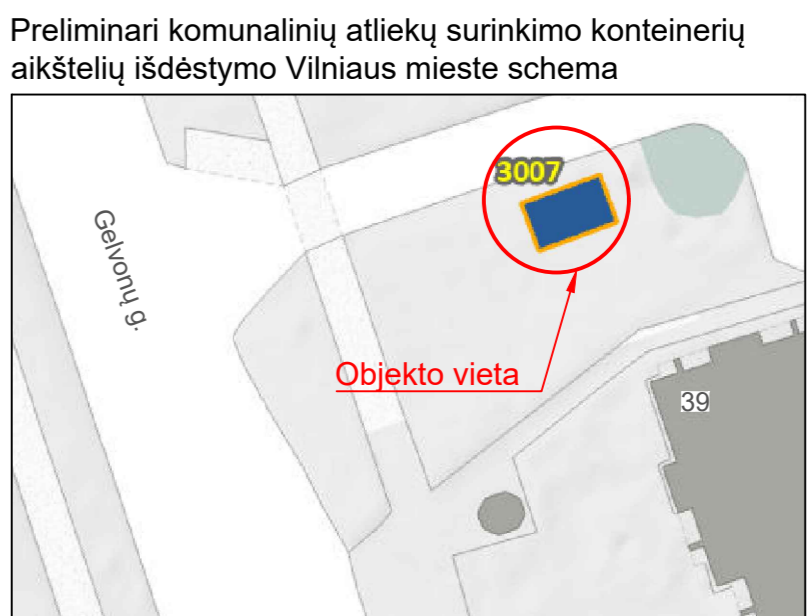 Preliminari komunalinių atliekų surinkimo konteinerių
aikštelių išdėstymo Vilniaus mieste schema
3007
Gelvonų g.
Objekto vieta
39